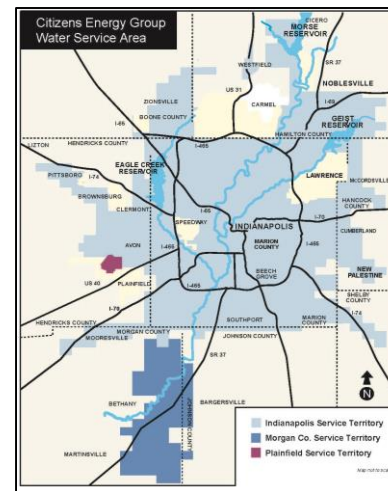 Citizens Energy Group
Water Service Area
CICERO
MORSE
RESERVOIR
SR 37
WESTFIELD
NOBLESVILLE
US 31
ZIONSVILLE
CARMEL
I-69
BOONE COUNTY
GEIST
RESERVOIR
I-65
HAMILTON COUNTY
HENDRICKS COUNTY
I-465
LIZTON
EAGLE CREEK
RESERVOIR
PITTSBORO
I-74
LAWRENCE
McCORDSVILLE
BROWNSBURG
HANCOCK
COUNTY
CLERMONT
I-65
I-70
SPEEDWAY
INDIANAPOLIS
CUMBERLAND
AVON
I-465
MARION
COUNTY
I-465
BEECH
GROVE
NEW
PALESTINE
US 40
PLAINFIELD
I-465
SHELBY
COUNTY
I-70
I-74
HENDRICKS COUNTY
SOUTHPORT
MARION
COUNTY
MOORESVILLE
MORGAN COUNTY
JOHNSON COUNTY
SR 37
N
BETHANY
JOHNSON COUNTY
BARGERSVILLE
MARTINSVILLE
Indianapolis Service Territory
Morgan Co. Service Territory
Plainfield Service Territory